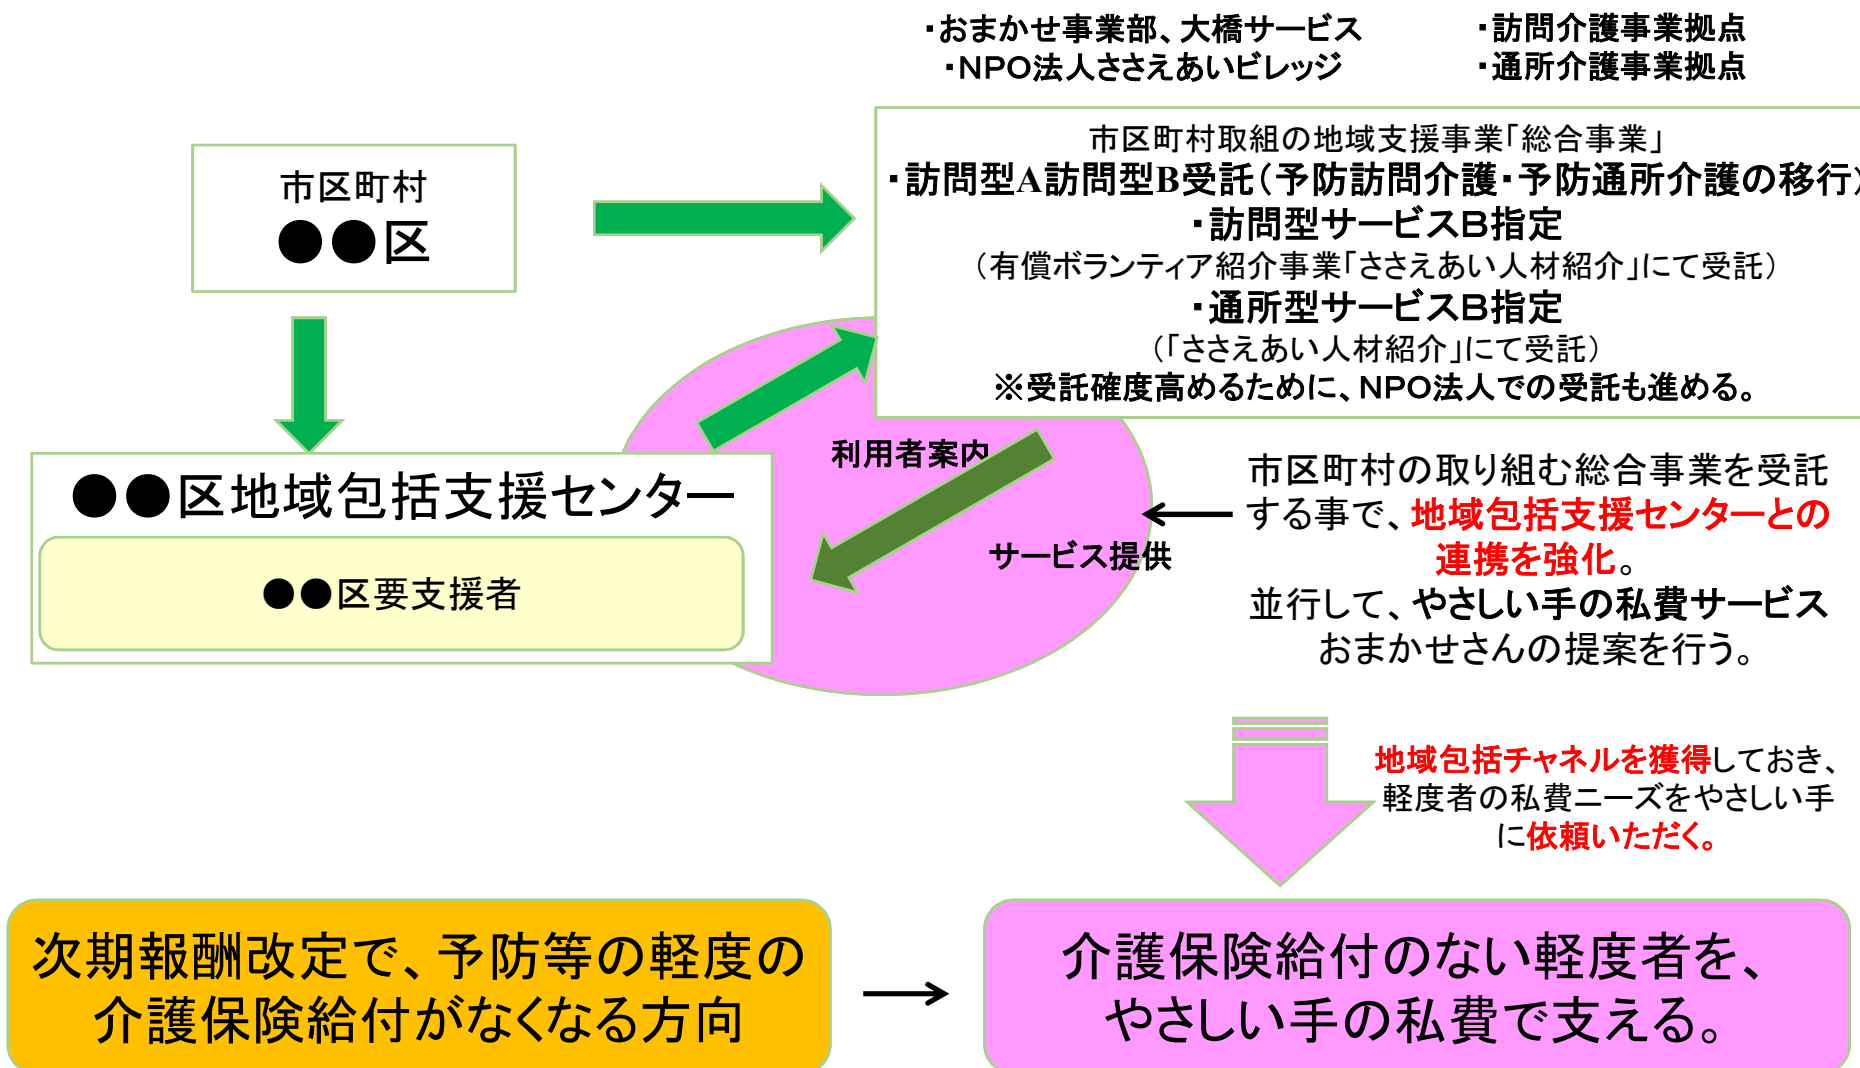 ・おまかせ事業部、大橋サービス
・NPO法人ささえあいビレッジ
・訪問介護事業拠点
・通所介護事業拠点
市区町村
●●区
市区町村取組の地域支援事業「総合事業」
・訪問型A訪問型B受託(予防訪問介護・予防通所介護の移行)
・訪問型サービスB指定
(有償ボランティア紹介事業「ささえあい人材紹介」にて受託)
・通所型サービスB指定
(「ささえあい人材紹介」にて受託)
※受託確度高めるために、NPO法人での受託も進める。
●●区地域包括支援センター
●●区要支援者
利用者案内
サービス提供
市区町村の取り組む総合事業を受託
する事で、地域包括支援センターとの
連携を強化。
並行して、やさしい手の私費サービス
おまかせさんの提案を行う。
地域包括チャネルを獲得しておき、
軽度者の私費ニーズをやさしい手
に依頼いただく。
次期報酬改定で、予防等の軽度の
介護保険給付がなくなる方向
介護保険給付のない軽度者を、
やさしい手の私費で支える。